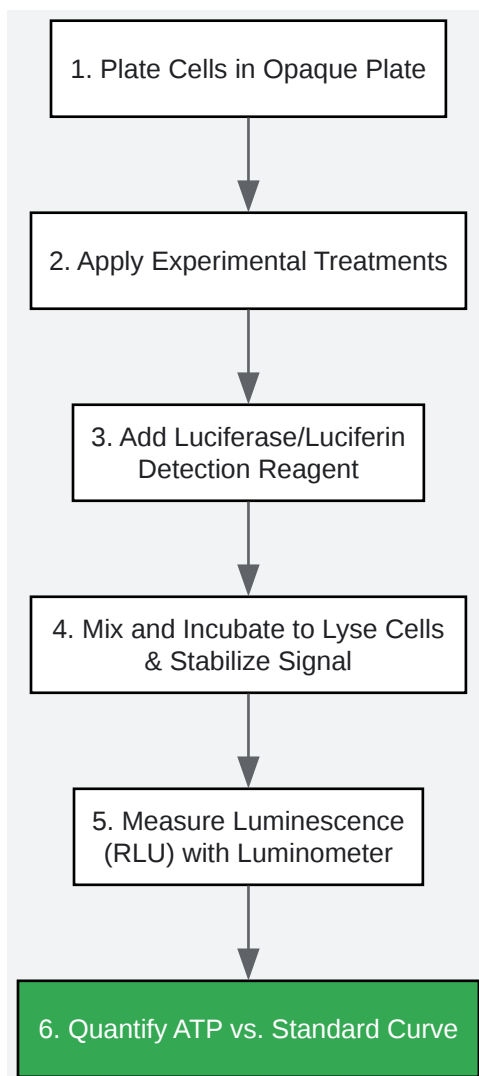 1. Plate Cells in Opaque Plate
2. Apply Experimental Treatments
3. Add Luciferase/Luciferin
Detection Reagent
4. Mix and Incubate to Lyse Cells
& Stabilize Signal
5. Measure Luminescence
(RLU) with Luminometer
6. Quantify ATP vs. Standard Curve